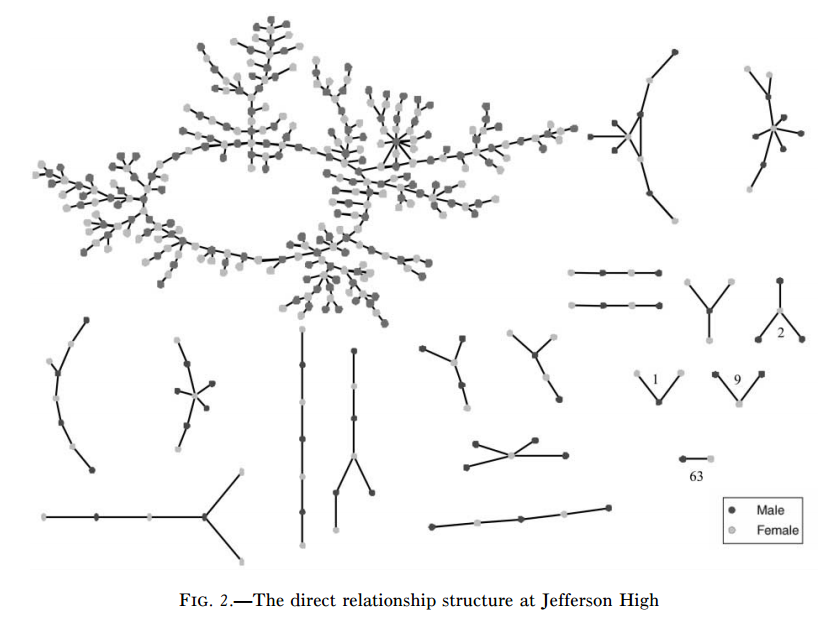 2
1
9
63
Male
Female
FIG. 2.—The direct relationship structure at Jefferson High